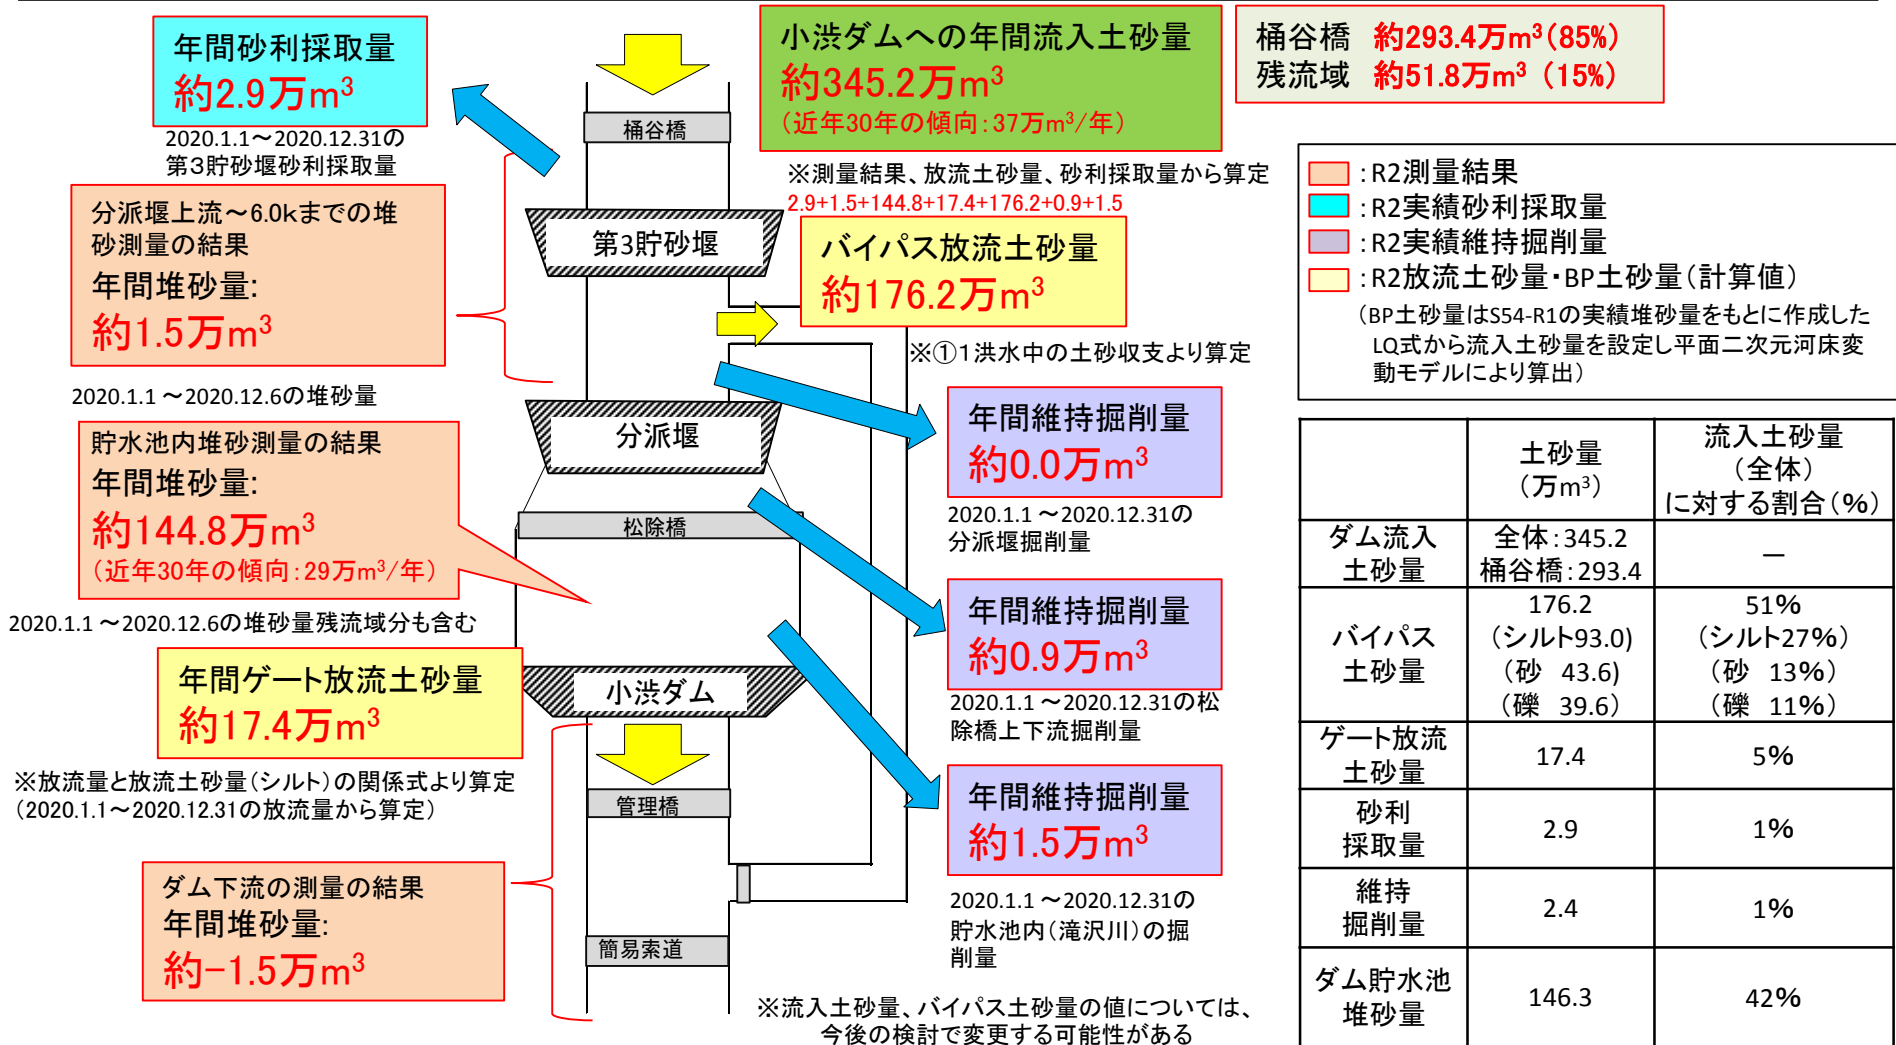 年間砂利採取量
約2.9万m³
2020.1.1～2020.12.31の
第3貯砂堰砂利採取量
桶谷橋
小渋ダムへの年間流入土砂量
約345.2万m³
（近年30年の傾向：37万m³/年）
※測量結果、放流土砂量、砂利採取量から算定
2.9+1.5+144.8+17.4+176.2+0.9+1.5
桶谷橋 約293.4万m³(85%)
残流域 約51.8万m³ (15%)
：R2測量結果
：R2実績砂利採取量
：R2実績維持掘削量
：R2放流土砂量・BP土砂量（計算値）
（BP土砂量はS54-R1の実績堆砂量をもとに作成した
LQ式から流入土砂量を設定し平面二次元河床変
動モデルにより算出）
分派堰上流～6.0kまでの堆
砂測量の結果
年間堆砂量:
約1.5万m³
2020.1.1 ～2020.12.6の堆砂量
第3貯砂堰
バイパス放流土砂量
約176.2万m³
※①1洪水中の土砂収支より算定
分派堰
年間維持掘削量
約0.0万m³
2020.1.1 ～2020.12.31の
分派堰掘削量
貯水池内堆砂測量の結果
年間堆砂量:
約144.8万m³
（近年30年の傾向：29万m³/年）
2020.1.1 ～2020.12.6の堆砂量残流域分も含む
松除橋
年間維持掘削量
約0.9万m³
2020.1.1 ～2020.12.31の松
除橋上下流掘削量
年間ゲート放流土砂量
約17.4万m³
※放流量と放流土砂量（シルト）の関係式より算定
（2020.1.1～2020.12.31の放流量から算定）
小渋ダム
管理橋
年間維持掘削量
約1.5万m³
2020.1.1 ～2020.12.31の
貯水池内（滝沢川）の掘
削量
ダム下流の測量の結果
年間堆砂量:
約−1.5万m³
簡易索道
※流入土砂量、バイパス土砂量の値については、
今後の検討で変更する可能性がある
土砂量
（万m³）
流入土砂量
（全体）
に対する割合（%）
ダム流入
土砂量
全体：345.2
桶谷橋：293.4
－
バイパス
土砂量
176.2
（シルト93.0)
（砂 43.6)
（礫 39.6）
51%
（シルト27%）
（砂 13%）
（礫 11%）
ゲート放流
土砂量
17.4
5%
砂利
採取量
2.9
1%
維持
掘削量
2.4
1%
ダム貯水池
堆砂量
146.3
42%